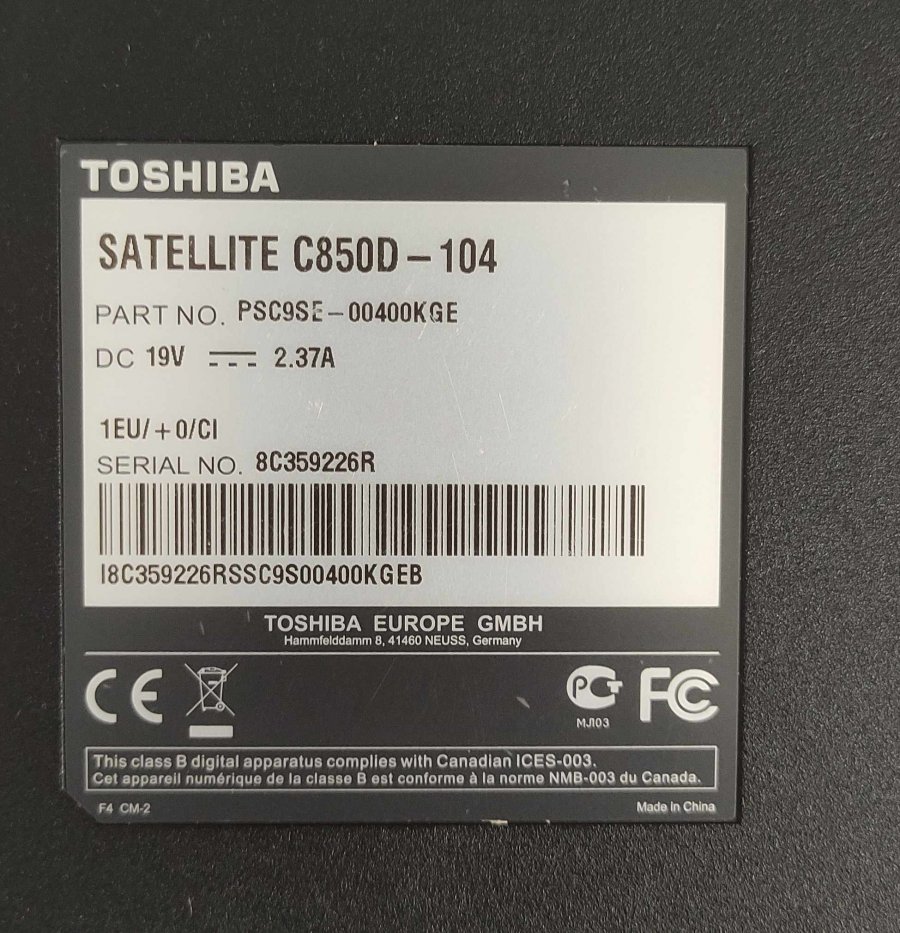 TOSHIBA
SATELLITE C850D-104
PART NO. PSC9SE-00400KGE
DC 19V 2.37A
1EU/+0/CI
SERIAL NO. 8C359226R
I8C359226RSSC9S00400KGEB
TOSHIBA EUROPE GMBH
Hammfelddamm 8, 41460 NEUSS, Germany
CE PCT FC
МЛ03
This class B digital apparatus complies with Canadian ICES-003.
Cet appareil numérique de la classe B est conforme à la norme NMB-003 du Canada.
F4 CM-2 Made in China